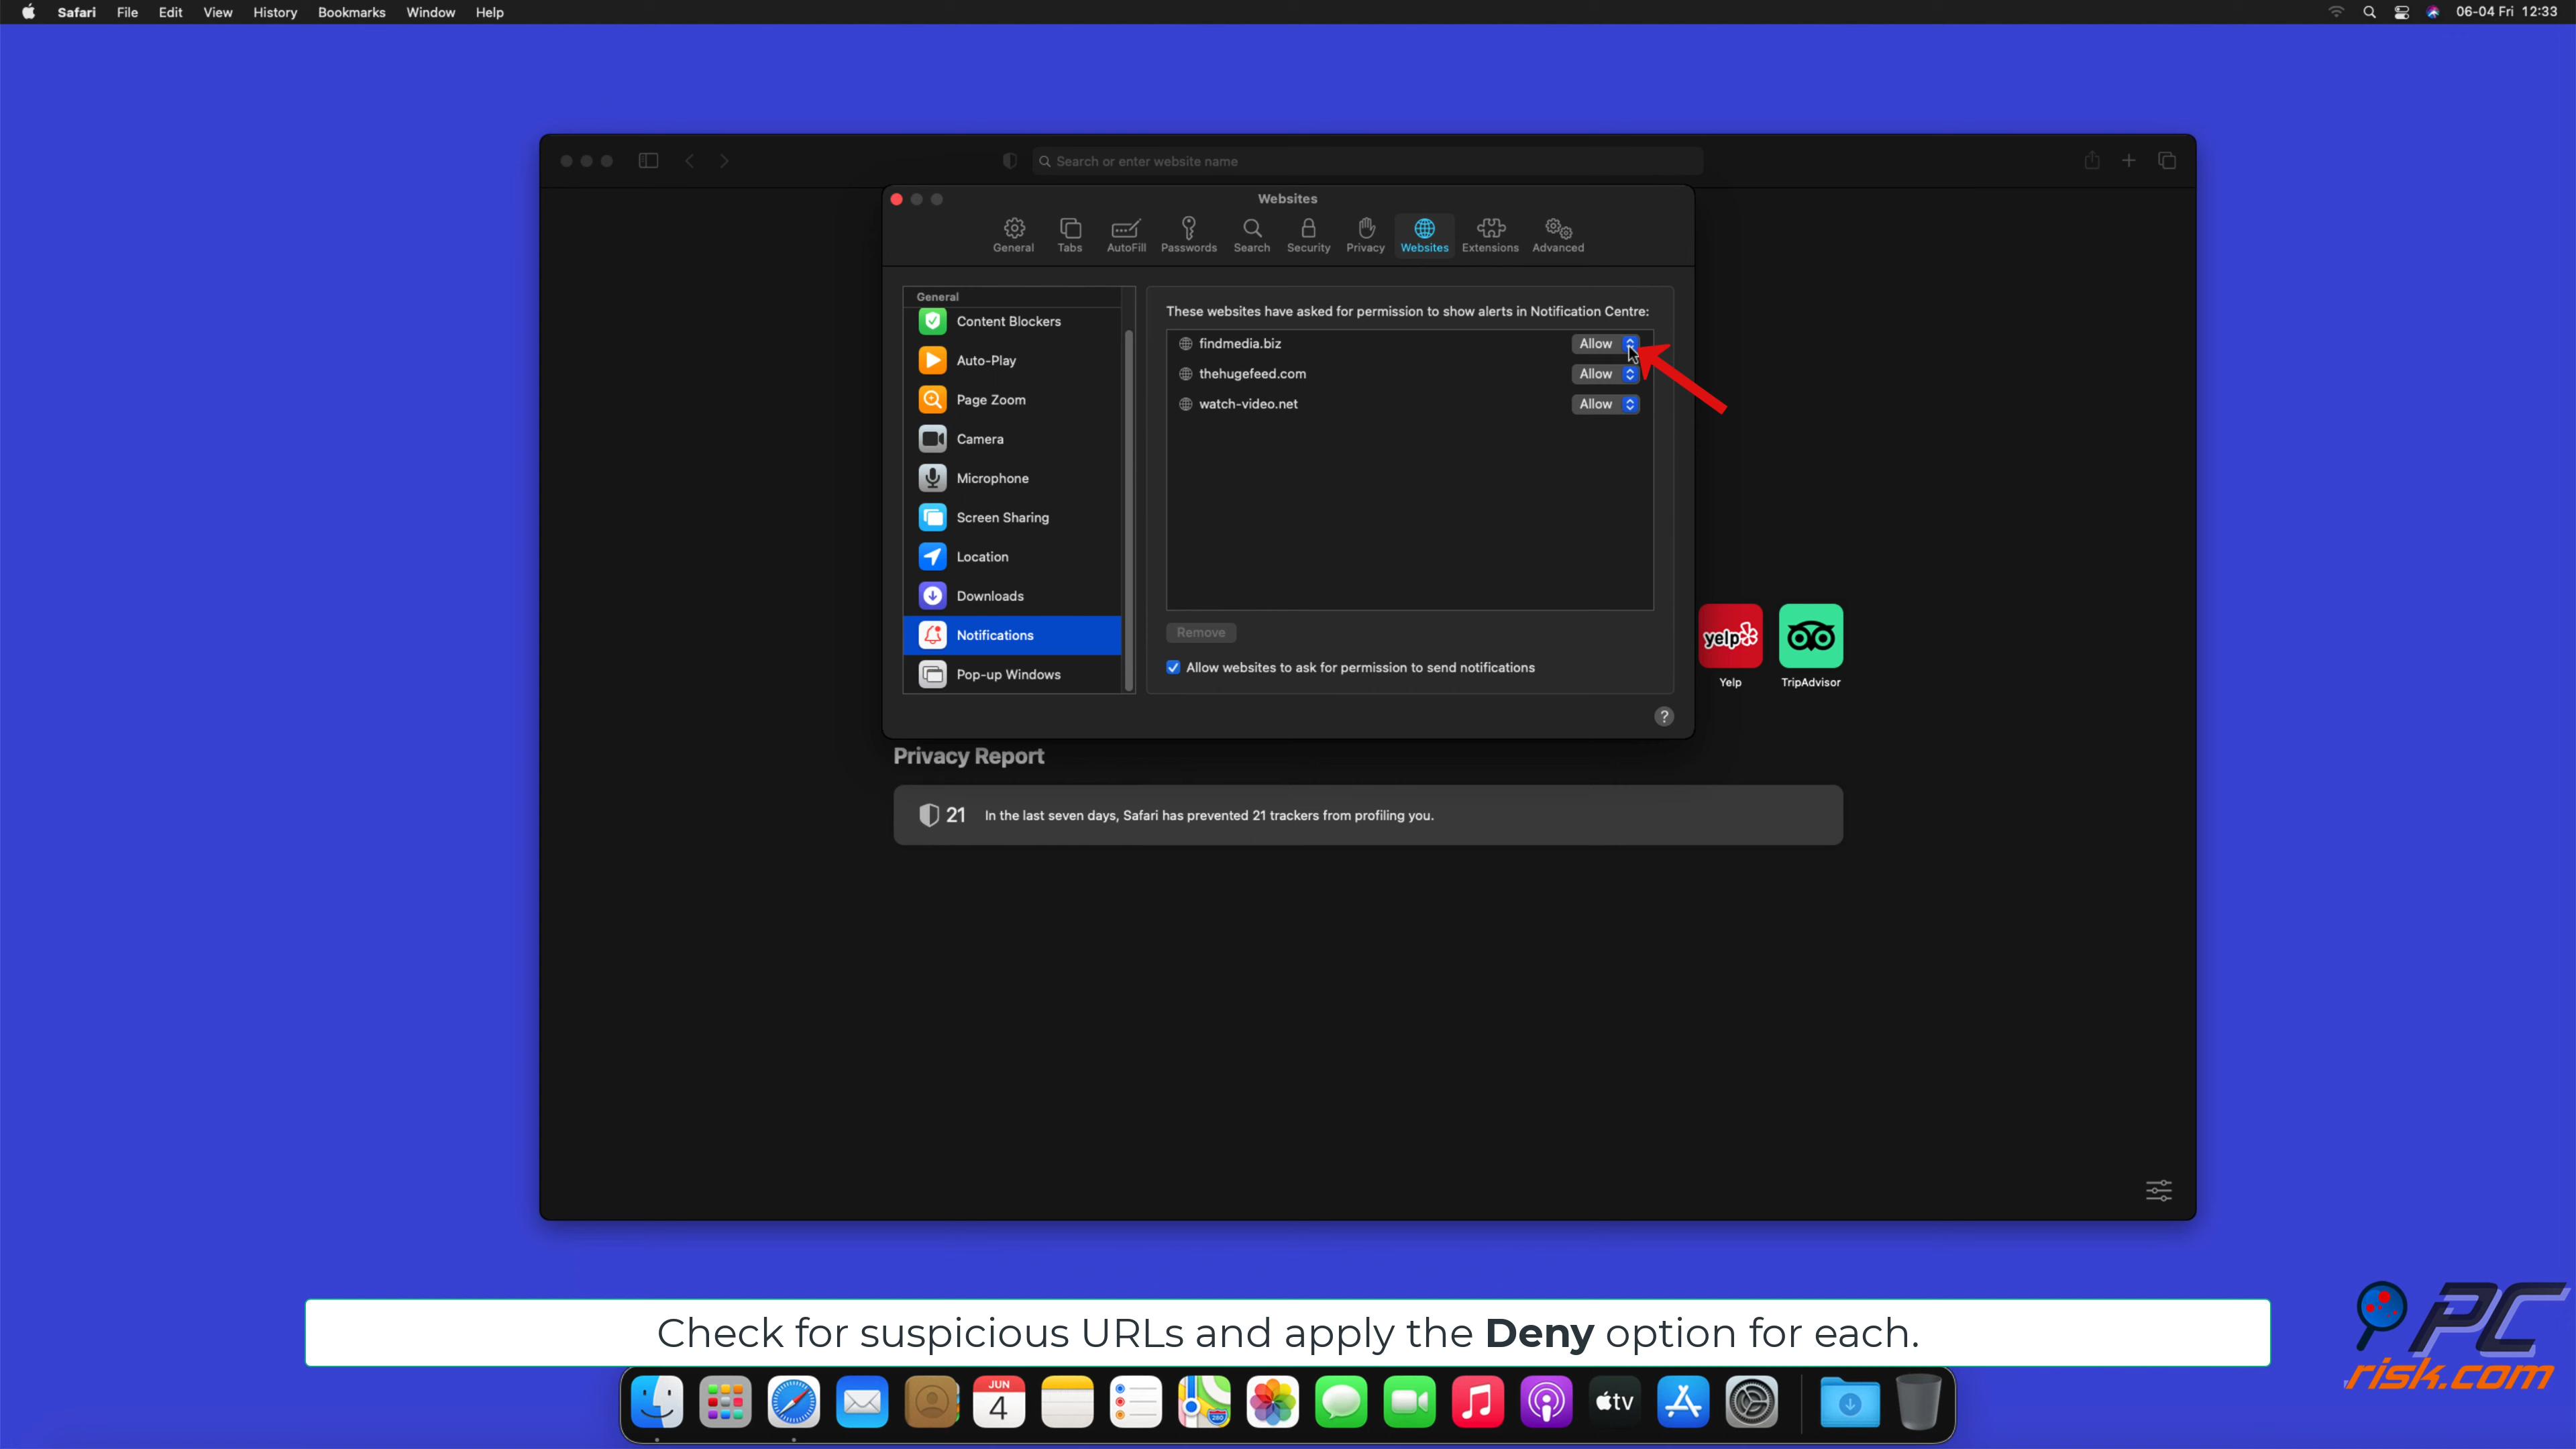 Safari File Edit View History Bookmarks Window Help 06-04 Fri 12:33
Search or enter website name
Websites
General Tabs AutoFill Passwords Search Security Privacy Websites Extensions Advanced
General
Content Blockers
Auto-Play
Page Zoom
Camera
Microphone
Screen Sharing
Location
Downloads
Notifications
Pop-up Windows
These websites have asked for permission to show alerts in Notification Centre:
findmedia.biz Allow
thehugefeed.com Allow
watch-video.net Allow
Remove
Allow websites to ask for permission to send notifications
?
yelp
Yelp TripAdvisor
Privacy Report
21 In the last seven days, Safari has prevented 21 trackers from profiling you.
Check for suspicious URLs and apply the Deny option for each.
PC
risk.com
JUN
4
280
tv